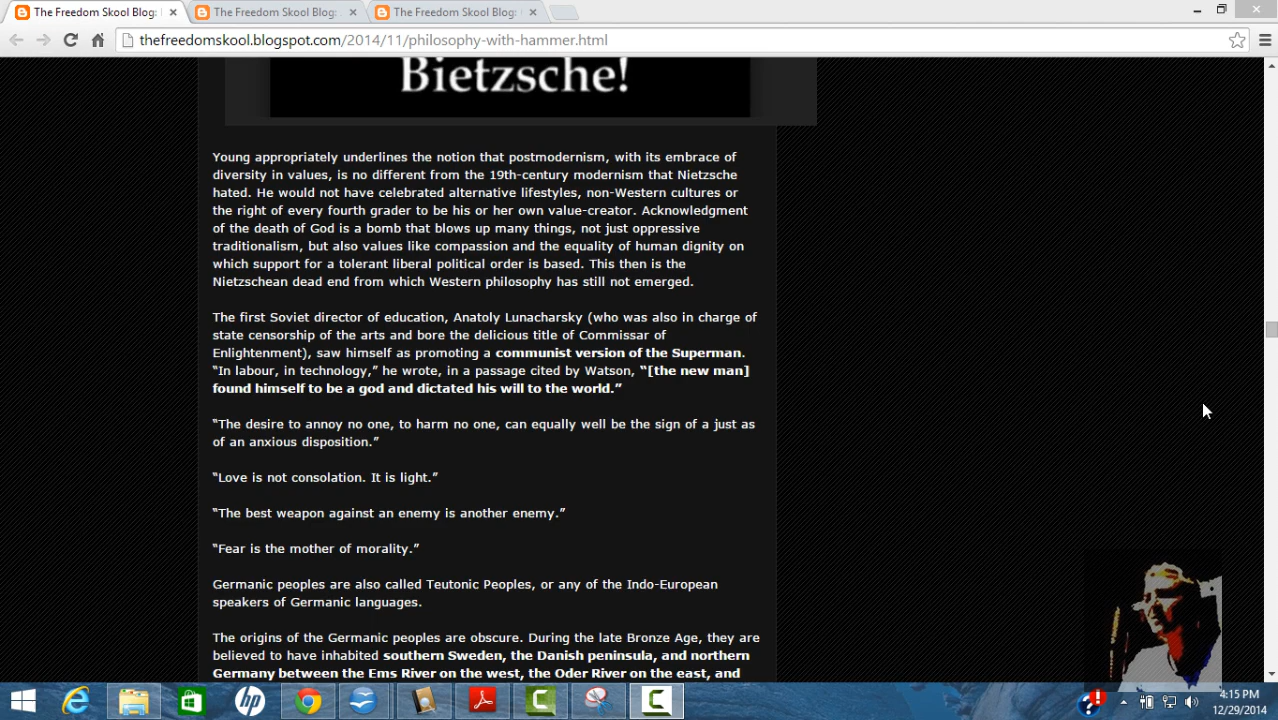 The Freedom Skool Blog:
The Freedom Skool Blog:
The Freedom Skool Blog:
thefreedomskool.blogspot.com/2014/11/philosophy-with-hammer.html
Bietzsche!
Young appropriately underlines the notion that postmodernism, with its embrace of
diversity in values, is no different from the 19th-century modernism that Nietzsche
hated. He would not have celebrated alternative lifestyles, non-Western cultures or
the right of every fourth grader to be his or her own value-creator. Acknowledgment
of the death of God is a bomb that blows up many things, not just oppressive
traditionalism, but also values like compassion and the equality of human dignity on
which support for a tolerant liberal political order is based. This then is the
Nietzschean dead end from which Western philosophy has still not emerged.
The first Soviet director of education, Anatoly Lunacharsky (who was also in charge of
state censorship of the arts and bore the delicious title of Commissar of
Enlightenment), saw himself as promoting a communist version of the Superman.
“In labour, in technology,” he wrote, in a passage cited by Watson, “[the new man]
found himself to be a god and dictated his will to the world.”
“The desire to annoy no one, to harm no one, can equally well be the sign of a just as
of an anxious disposition.”
“Love is not consolation. It is light.”
“The best weapon against an enemy is another enemy.”
“Fear is the mother of morality.”
Germanic peoples are also called Teutonic Peoples, or any of the Indo-European
speakers of Germanic languages.
The origins of the Germanic peoples are obscure. During the late Bronze Age, they are
believed to have inhabited southern Sweden, the Danish peninsula, and northern
Germany between the Ems River on the west, the Oder River on the east, and
hp
4:15 PM
12/29/2014